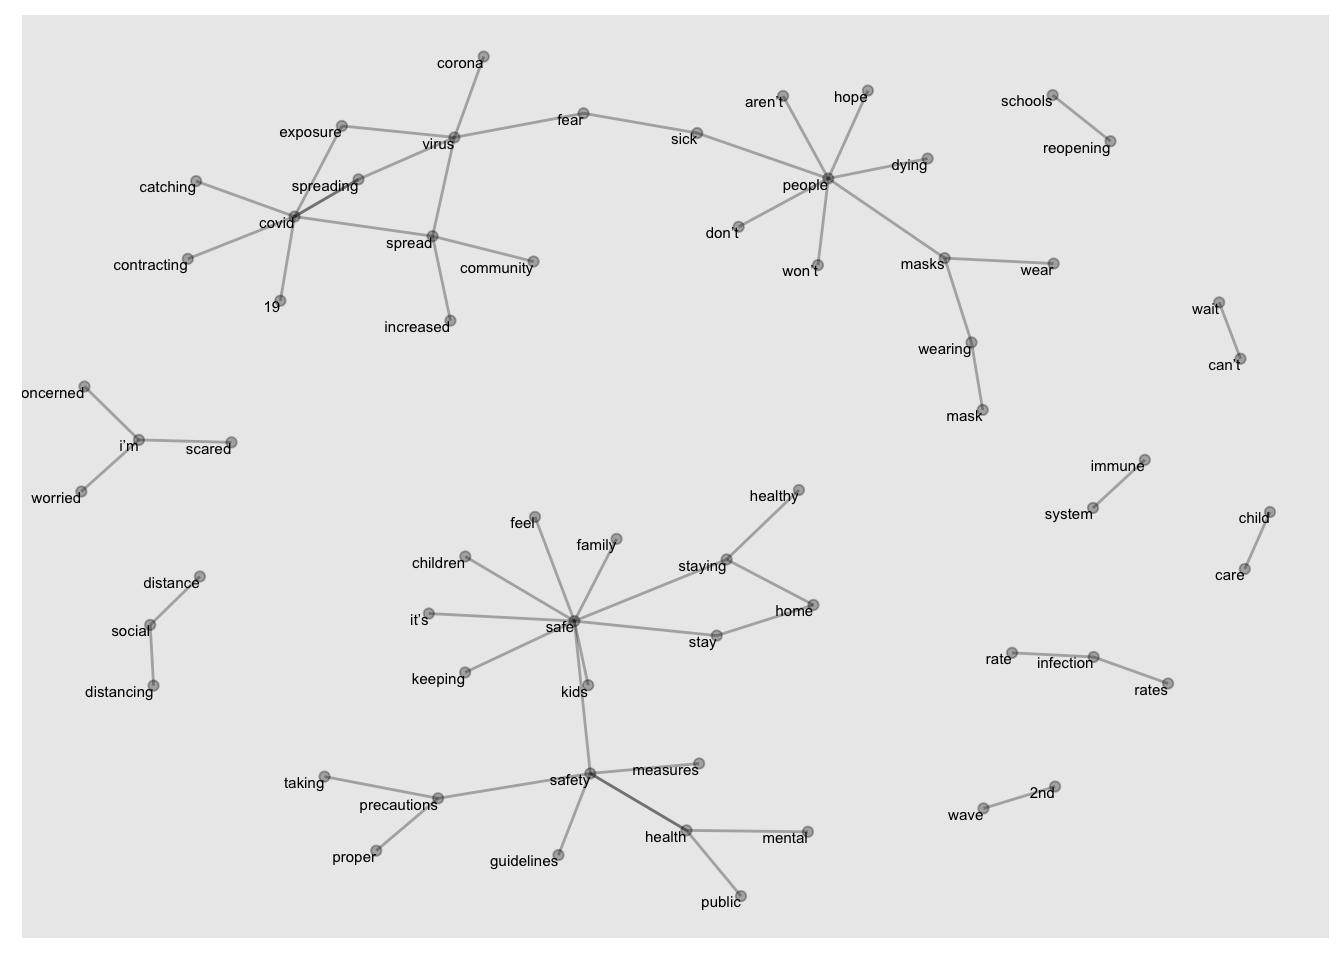 corona
aren't
hope
schools
fear
exposure
sick
virus
reopening
dying
catching
spreading
people
covid
don't
spread
contracting
community
won't
masks
wear
19
wait
increased
wearing
can't
oncerned
mask
i'm
scared
immune
worried
healthy
system
child
feel
family
children
staying
care
distance
home
it's
safe
social
stay
rate
infection
keeping
kids
rates
distancing
measures
safety
taking
2nd
precautions
wave
health
mental
proper
guidelines
public